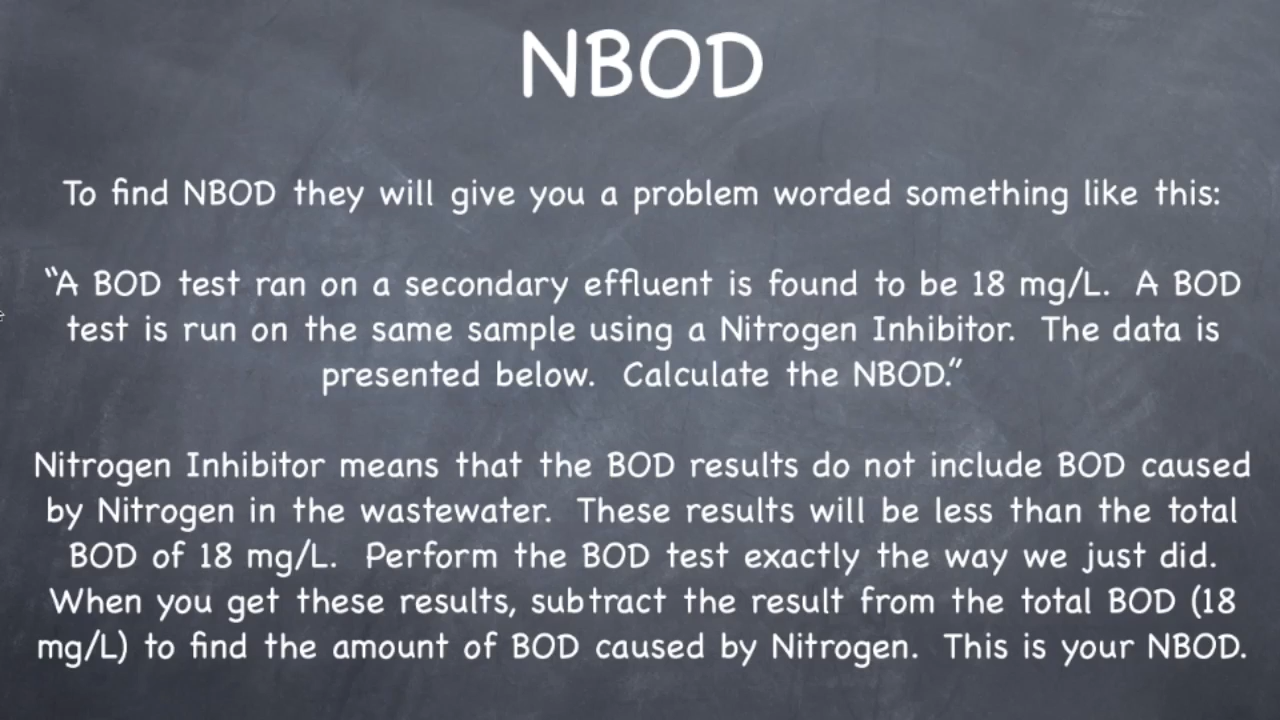 NBOD
To find NBOD they will give you a problem worded something like this:
“A BOD test ran on a secondary effluent is found to be 18 mg/L.  A BOD
test is run on the same sample using a Nitrogen Inhibitor.  The data is
presented below.  Calculate the NBOD.”
Nitrogen Inhibitor means that the BOD results do not include BOD caused
by Nitrogen in the wastewater.  These results will be less than the total
BOD of 18 mg/L.  Perform the BOD test exactly the way we just did.
When you get these results, subtract the result from the total BOD (18
mg/L) to find the amount of BOD caused by Nitrogen.  This is your NBOD.